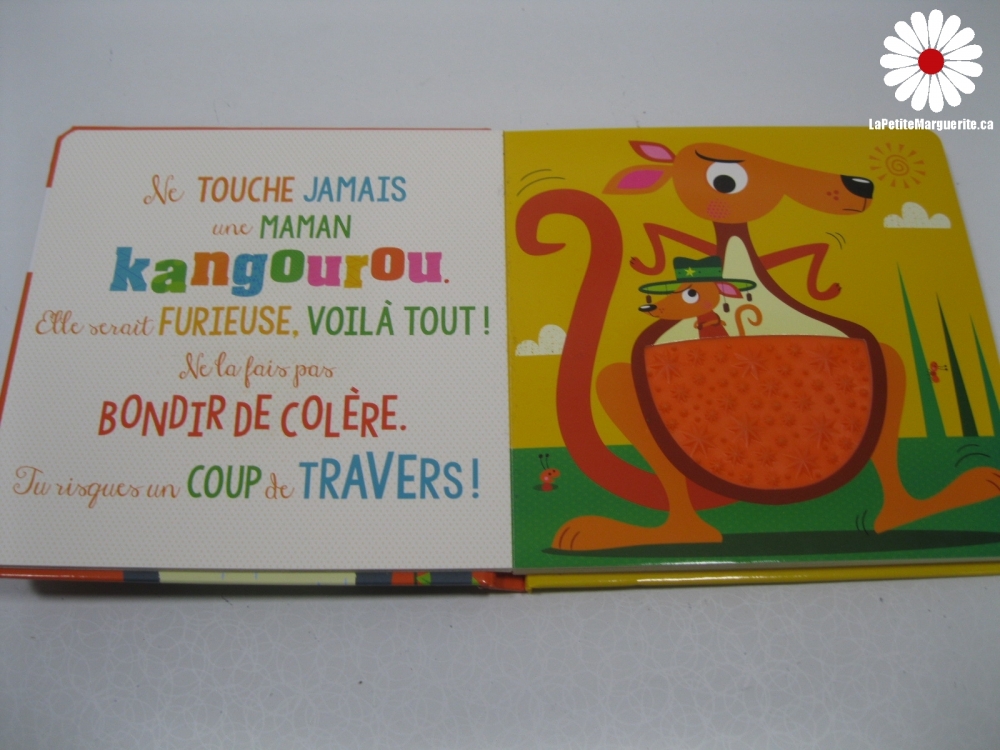 LaPetiteMarguerite.ca
Ne TOUCHE JAMAIS
une MAMAN
kangourou.
Elle serait FURIEUSE, VOILÀ TOUT !
Ne la fais pas
BONDIR DE COLÈRE.
Tu risques un COUP de TRAVERS !